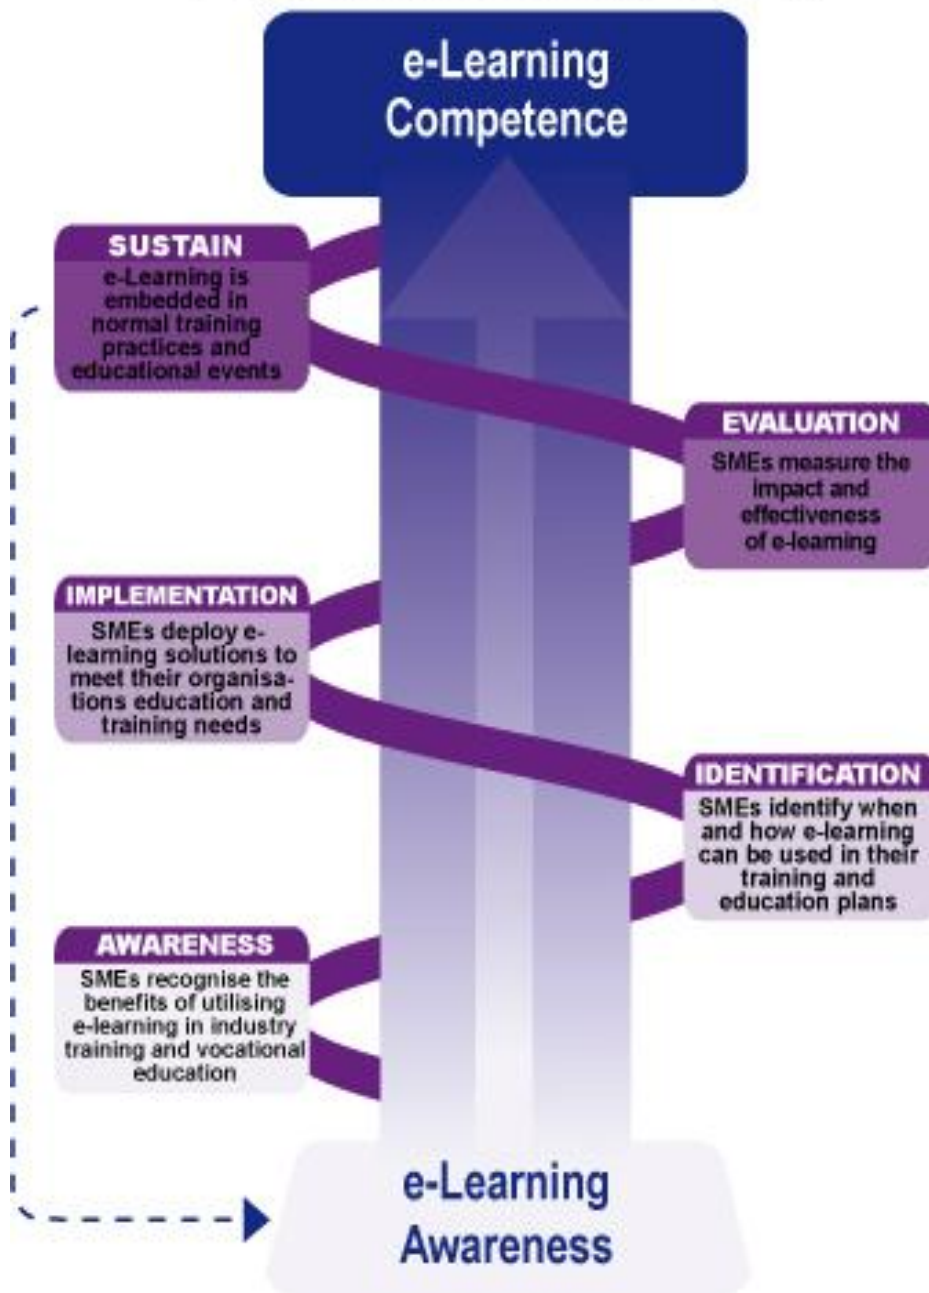 e-Learning
Competence
SUSTAIN
e-Learning is
embedded in
normal training
practices and
educational events
EVALUATION
SMEs measure the
impact and
effectiveness
of e-learning
IMPLEMENTATION
SMEs deploy e-
learning solutions to
meet their organisa-
tions education and
training needs
IDENTIFICATION
SMEs identify when
and how e-learning
can be used in their
training and
education plans
AWARENESS
SMEs recognise the
benefits of utilising
e-learning in industry
training and vocational
education
e-Learning
Awareness